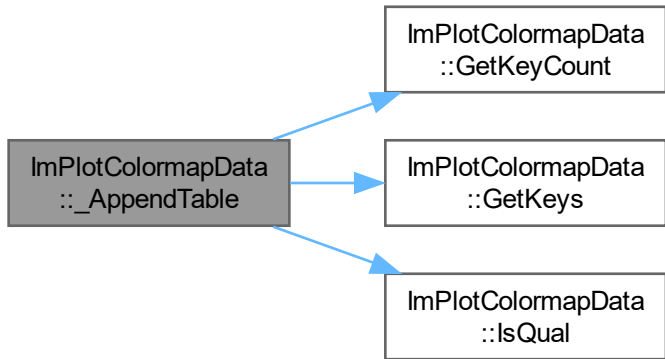 ImPlotColormapData
::GetKeyCount
ImPlotColormapData
::_AppendTable
ImPlotColormapData
::GetKeys
ImPlotColormapData
::IsQual